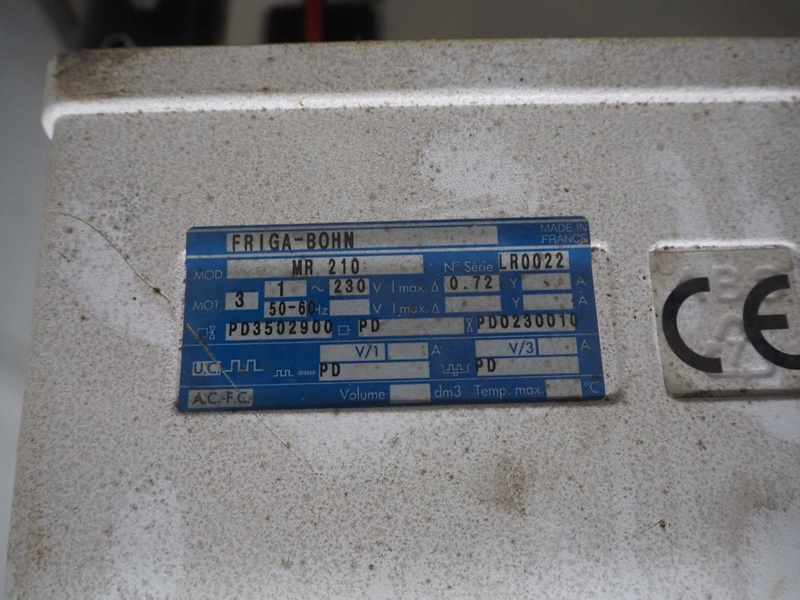 FRIGA-BOHN MADE IN FRANCE
MOD. MR 210 N° Série LR0022
MOT. 3 1 ~ 230 V I max. Δ 0.72 Y A
50-60 Hz V I max. Δ Y A
PD3502900 PD PD0230010
V/1 A V/3 A
U.C. PD PD
A.C.-F.C. Volume dm3 Temp. max. °C
CE